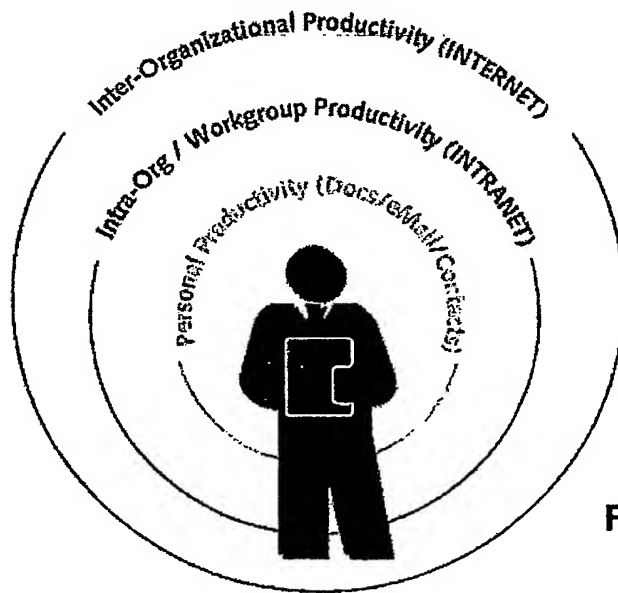 Inter-Organizational Productivity (INTERNET)
Intra-Org / Workgroup Productivity (INTRANET)
Personal Productivity (Docs/eMail/Contacts)
F